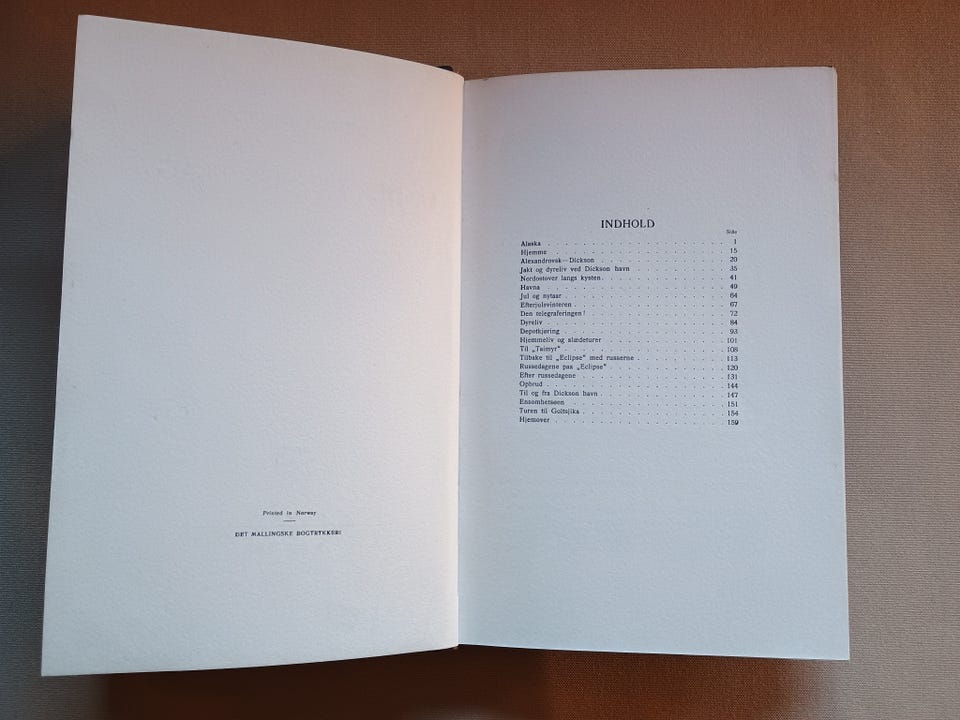 Printed in Norway
DET MALLINGSKE BOGTRYKKERI
INDHOLD
Side
Alaska . . . . . . . . . . . . . . . . . . . . 1
Hjemme . . . . . . . . . . . . . . . . . . . . 15
Alexandrovsk—Dickson . . . . . . . . . . . . . . . 20
Jakt og dyreliv ved Dickson havn . . . . . . . . . . . 35
Nordostover langs kysten . . . . . . . . . . . . . . 41
Havna . . . . . . . . . . . . . . . . . . . . 49
Jul og nytaar . . . . . . . . . . . . . . . . . . 64
Efterjulsvinteren . . . . . . . . . . . . . . . . . 67
Den telegraferingen! . . . . . . . . . . . . . . . . 72
Dyreliv . . . . . . . . . . . . . . . . . . . . 84
Depotkjøring . . . . . . . . . . . . . . . . . . 93
Hjemmeliv og slædeturer . . . . . . . . . . . . . . 101
Til „Taimyr" . . . . . . . . . . . . . . . . . . 108
Tilbake til „Eclipse" med russerne . . . . . . . . . . . 113
Russedagene paa „Eclipse" . . . . . . . . . . . . . 120
Efter russedagene . . . . . . . . . . . . . . . . 131
Opbrud . . . . . . . . . . . . . . . . . . . . 144
Til og fra Dickson havn . . . . . . . . . . . . . . 147
Ensomhetsøen . . . . . . . . . . . . . . . . . . 151
Turen til Goltsjika . . . . . . . . . . . . . . . . 154
Hjemover . . . . . . . . . . . . . . . . . . . 159